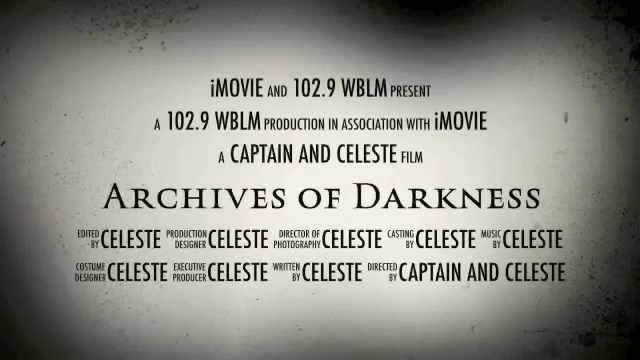 iMOVIE AND 102.9 WBLM PRESENT
A 102.9 WBLM PRODUCTION IN ASSOCIATION WITH iMOVIE
A CAPTAIN AND CELESTE FILM
ARCHIVES OF DARKNESS
EDITED BY CELESTE PRODUCTION DESIGNER CELESTE DIRECTOR OF PHOTOGRAPHY CELESTE CASTING BY CELESTE MUSIC BY CELESTE
COSTUME DESIGNER CELESTE EXECUTIVE PRODUCER CELESTE WRITTEN BY CELESTE DIRECTED BY CAPTAIN AND CELESTE